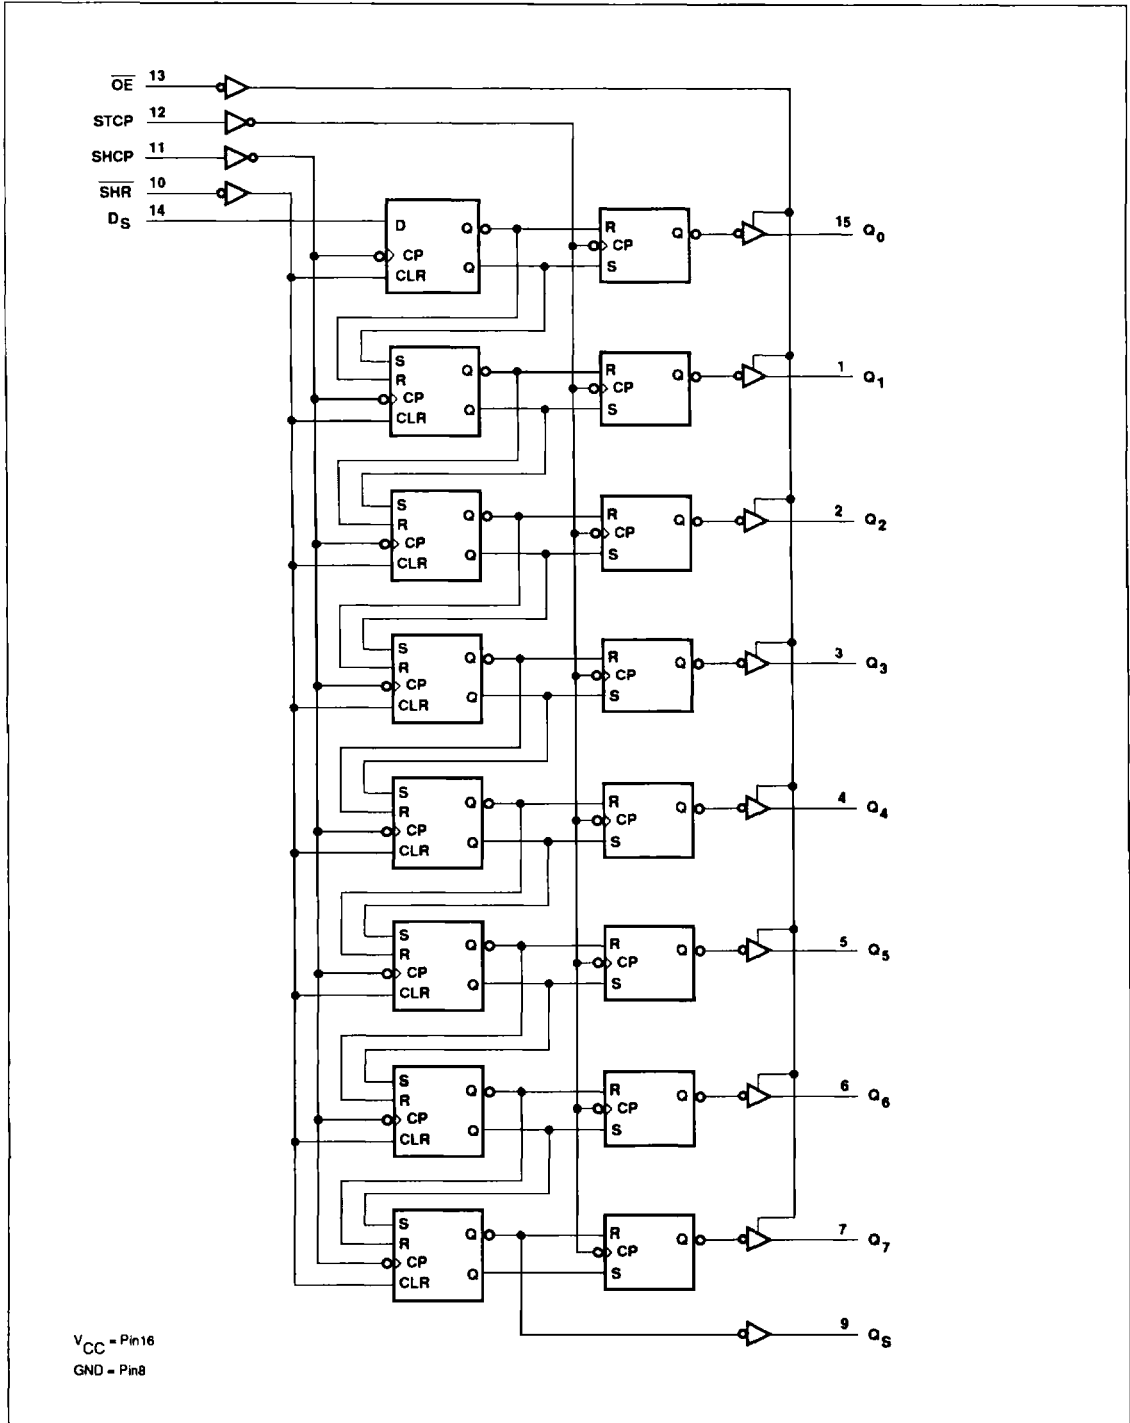 OE 13
STCP 12
SHCP 11
SHR 10
DS 14
D Q
CP
CLR Q
R Q
CP
S
15 Q0
S Q
R
CP
CLR Q
R Q
CP
S
1 Q1
S Q
R
CP
CLR Q
R Q
CP
S
2 Q2
S Q
R
CP
CLR Q
R Q
CP
S
3 Q3
S Q
R
CP
CLR Q
R Q
CP
S
4 Q4
S Q
R
CP
CLR Q
R Q
CP
S
5 Q5
S Q
R
CP
CLR Q
R Q
CP
S
6 Q6
S Q
R
CP
CLR Q
R Q
CP
S
7 Q7
9 QS
VCC = Pin16
GND = Pin8